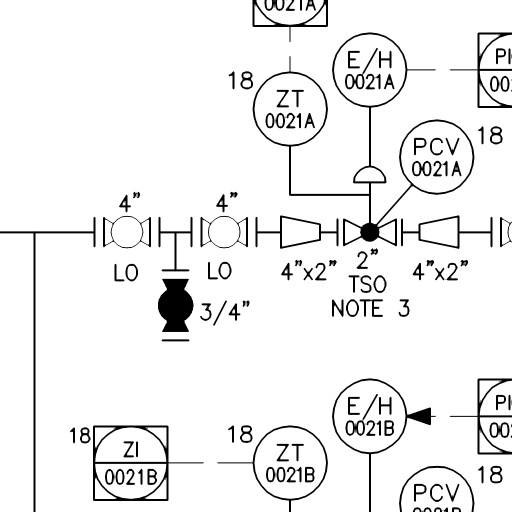 0021A
E/H
0021A
PI
002
18
ZT
0021A
PCV
0021A
18
4"
4"
LO
LO
4"x2"
2"
4"x2"
TSO
NOTE 3
3/4"
E/H
0021B
PI
002
18
ZI
0021B
18
ZT
0021B
18
PCV
0021B